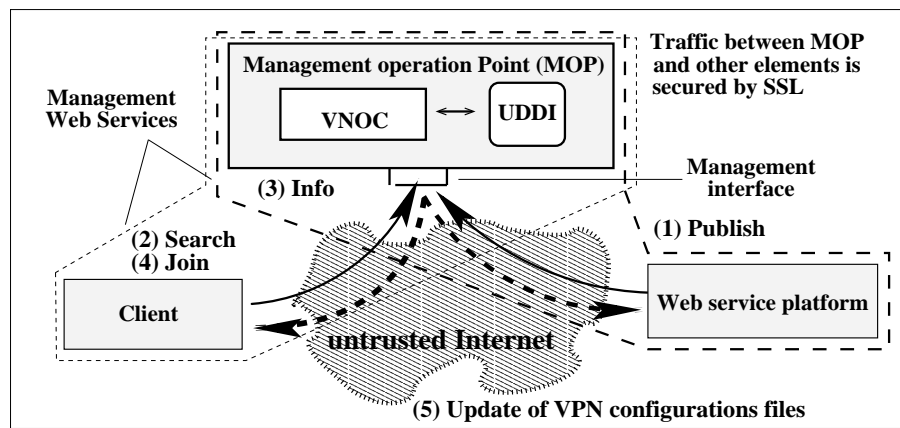 Traffic between MOP
and other elements is
secured by SSL
Management operation Point (MOP)
Management
Web Services
VNOC
UDDI
Management
interface
(3) Info
(1) Publish
(2) Search
(4) Join
Client
Web service platform
untrusted Internet
(5) Update of VPN configurations files